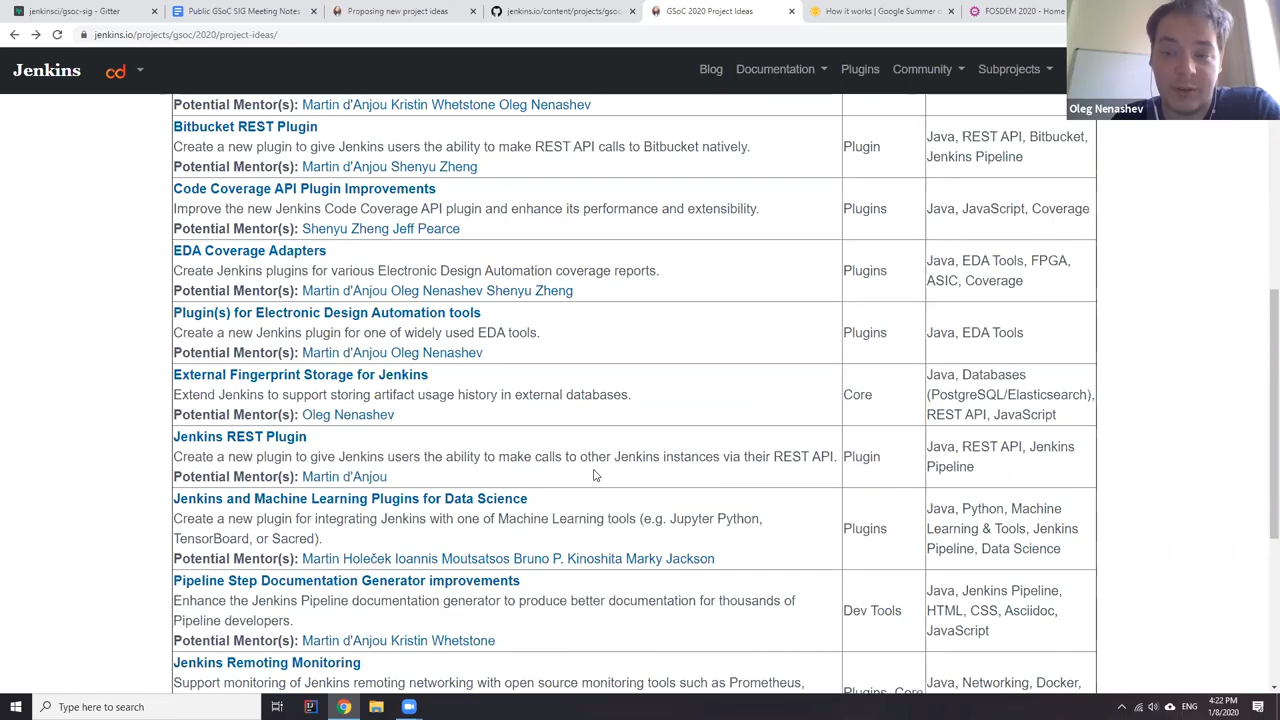 jenkinsci/gsoc-sig - Gitter
Public GSoC SIG Meeting Notes
Proposing new project ideas
jenkins.io/content/projects/gsoc
GSoC 2020 Project Ideas
How it works | Google Summer o
FOSDEM 2020 - Home
jenkins.io/projects/gsoc/2020/project-ideas/
Jenkins
cd
Blog
Documentation
Plugins
Community
Subprojects
Oleg Nenashev
Potential Mentor(s): Martin d'Anjou Kristin Whetstone Oleg Nenashev
Bitbucket REST Plugin
Create a new plugin to give Jenkins users the ability to make REST API calls to Bitbucket natively.
Potential Mentor(s): Martin d'Anjou Shenyu Zheng
Plugin
Java, REST API, Bitbucket,
Jenkins Pipeline
Code Coverage API Plugin Improvements
Improve the new Jenkins Code Coverage API plugin and enhance its performance and extensibility.
Potential Mentor(s): Shenyu Zheng Jeff Pearce
Plugins
Java, JavaScript, Coverage
EDA Coverage Adapters
Create Jenkins plugins for various Electronic Design Automation coverage reports.
Potential Mentor(s): Martin d'Anjou Oleg Nenashev Shenyu Zheng
Plugins
Java, EDA Tools, FPGA,
ASIC, Coverage
Plugin(s) for Electronic Design Automation tools
Create a new Jenkins plugin for one of widely used EDA tools.
Potential Mentor(s): Martin d'Anjou Oleg Nenashev
Plugins
Java, EDA Tools
External Fingerprint Storage for Jenkins
Extend Jenkins to support storing artifact usage history in external databases.
Potential Mentor(s): Oleg Nenashev
Core
Java, Databases
(PostgreSQL/Elasticsearch),
REST API, JavaScript
Jenkins REST Plugin
Create a new plugin to give Jenkins users the ability to make calls to other Jenkins instances via their REST API.
Potential Mentor(s): Martin d'Anjou
Plugin
Java, REST API, Jenkins
Pipeline
Jenkins and Machine Learning Plugins for Data Science
Create a new plugin for integrating Jenkins with one of Machine Learning tools (e.g. Jupyter Python,
TensorBoard, or Sacred).
Potential Mentor(s): Martin Holeček Ioannis Moutsatsos Bruno P. Kinoshita Marky Jackson
Plugins
Java, Python, Machine
Learning & Tools, Jenkins
Pipeline, Data Science
Pipeline Step Documentation Generator improvements
Enhance the Jenkins Pipeline documentation generator to produce better documentation for thousands of
Pipeline developers.
Potential Mentor(s): Martin d'Anjou Kristin Whetstone
Dev Tools
Java, Jenkins Pipeline,
HTML, CSS, Asciidoc,
JavaScript
Jenkins Remoting Monitoring
Support monitoring of Jenkins remoting networking with open source monitoring tools such as Prometheus,
Plugins, Core
Java, Networking, Docker,
Type here to search
ENG
4:22 PM
1/8/2020